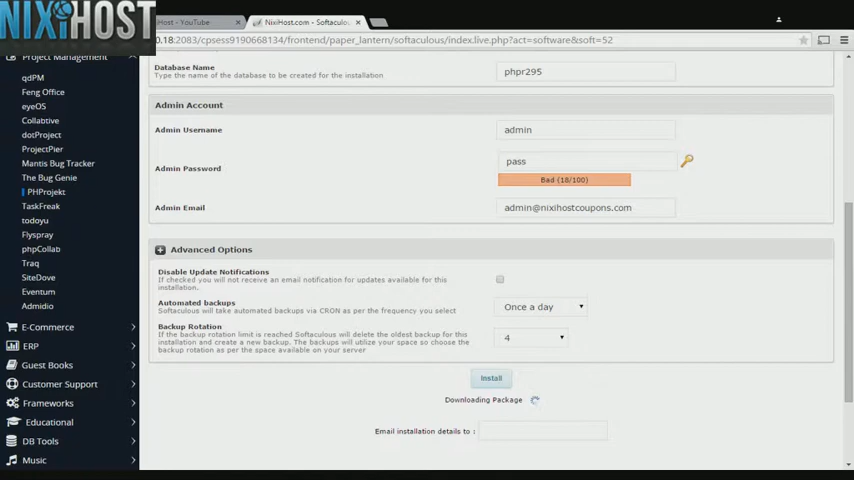 NIXIHOST
iHost - YouTube
NixiHost.com - Softaculou
0.18:2083/cpsess9190668134/frontend/paper_lantern/softaculous/index.live.php?act=software&soft=52
Project Management
qdPM
Feng Office
eyeOS
Collabtive
dotProject
ProjectPier
Mantis Bug Tracker
The Bug Genie
PHProjekt
TaskFreak
todoyu
Flyspray
phpCollab
Traq
SiteDove
Eventum
Admidio
E-Commerce
ERP
Guest Books
Customer Support
Frameworks
Educational
DB Tools
Music
Database Name
Type the name of the database to be created for the installation
phpr295
Admin Account
Admin Username
admin
Admin Password
pass
Bad (18/100)
Admin Email
admin@nixihostcoupons.com
Advanced Options
Disable Update Notifications
If checked you will not receive an email notification for updates available for this
installation.
Automated backups
Softaculous will take automated backups via CRON as per the frequency you select
Once a day
Backup Rotation
If the backup rotation limit is reached Softaculous will delete the oldest backup for this
installation and create a new backup. The backups will utilize your space so choose the
backup rotation as per the space available on your server
4
Install
Downloading Package
Email installation details to :